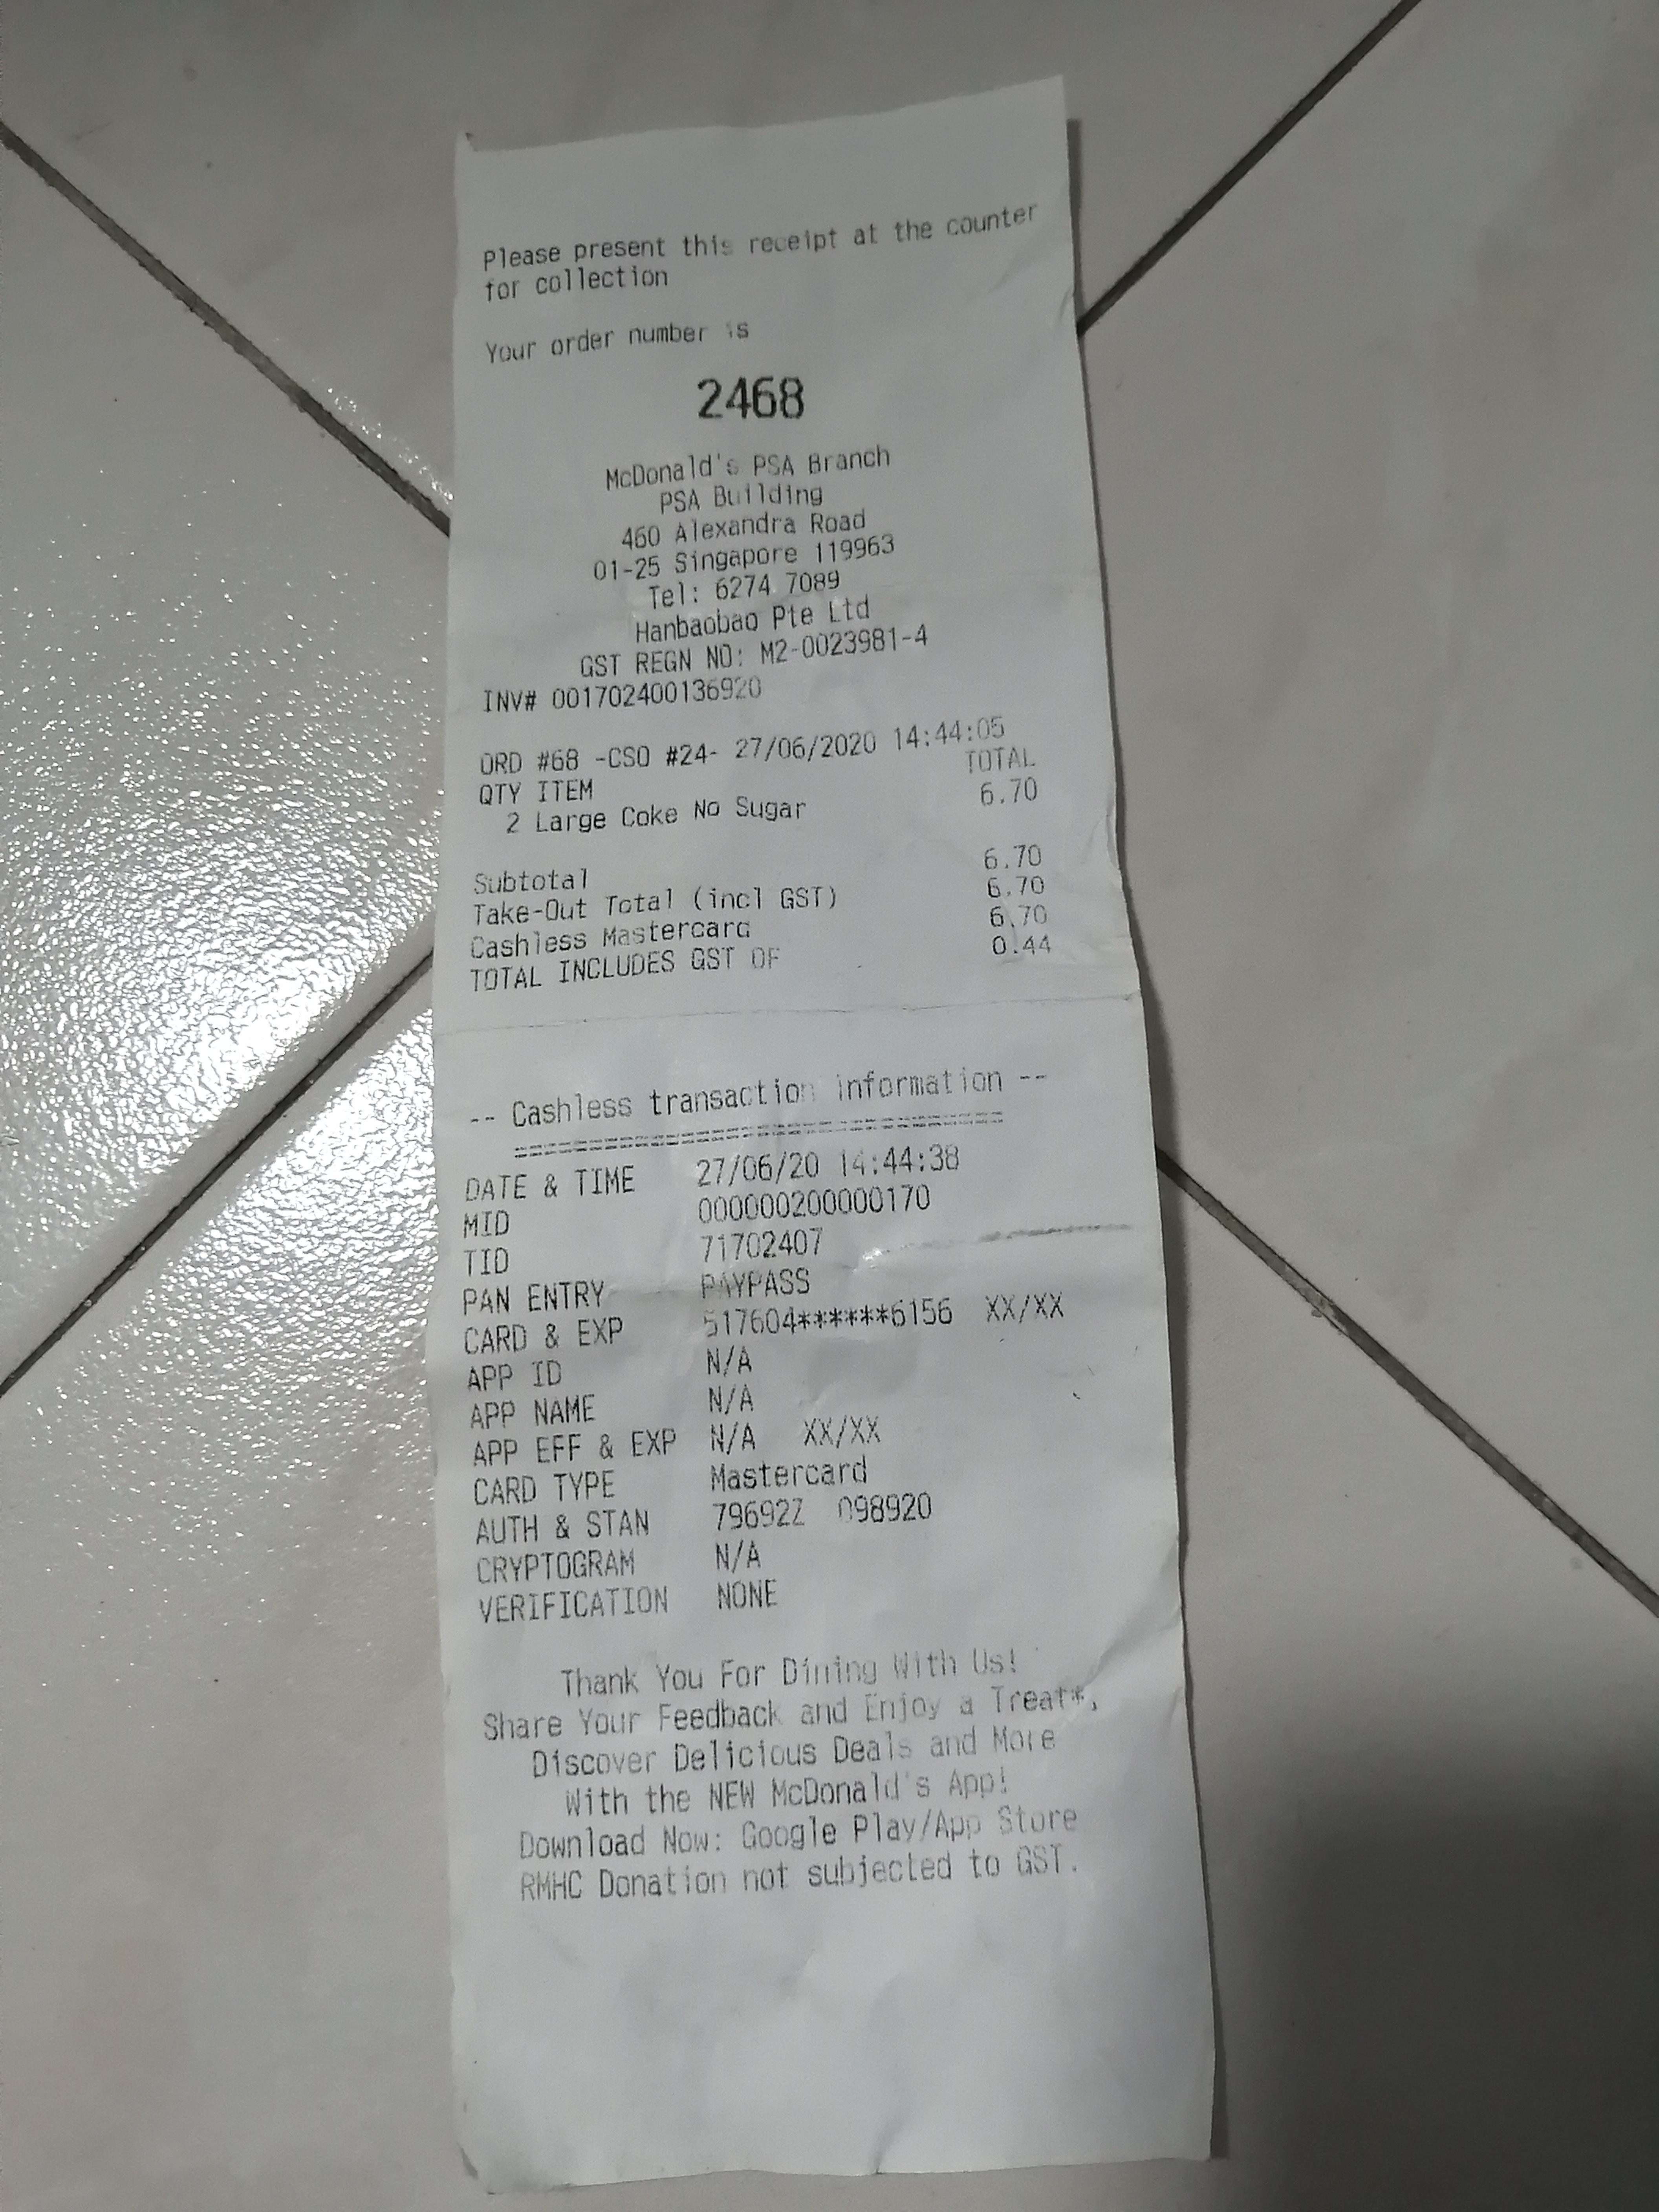 Please present this receipt at the counter
for collection
Your order number is
2468
McDonald's PSA Branch
PSA Building
460 Alexandra Road
01-25 Singapore 119963
Tel: 6274 7089
Hanbaobao Pte Ltd
GST REGN NO: M2-0023981-4
INV# 001702400136920
ORD #68 -CSO #24- 27/06/2020 14:44:05
QTY ITEM TOTAL
2 Large Coke No Sugar 6.70
Subtotal 6.70
Take-Out Total (incl GST) 6.70
Cashless Mastercard 6.70
TOTAL INCLUDES GST OF 0.44
-- Cashless transaction information --
==========================================
DATE & TIME 27/06/20 14:44:38
MID 000000200000170
TID 71702407
PAN ENTRY PAYPASS
CARD & EXP 517604******6156 XX/XX
APP ID N/A
APP NAME N/A
APP EFF & EXP N/A XX/XX
CARD TYPE Mastercard
AUTH & STAN 79692Z 098920
CRYPTOGRAM N/A
VERIFICATION NONE
Thank You For Dining With Us!
Share Your Feedback and Enjoy a Treat*,
Discover Delicious Deals and More
With the NEW McDonald's App!
Download Now: Google Play/App Store
RMHC Donation not subjected to GST.